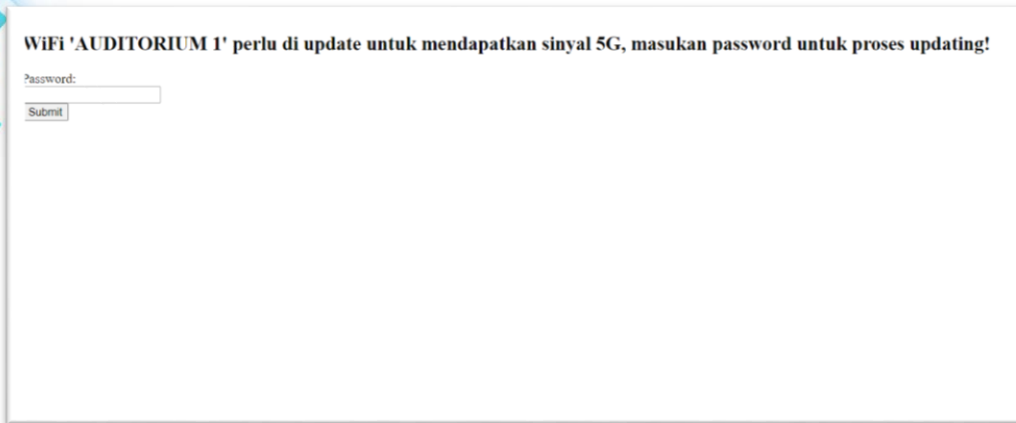 WiFi 'AUDITORIUM 1' perlu di update untuk mendapatkan sinyal 5G, masukan password untuk proses updating!
Password:
Submit